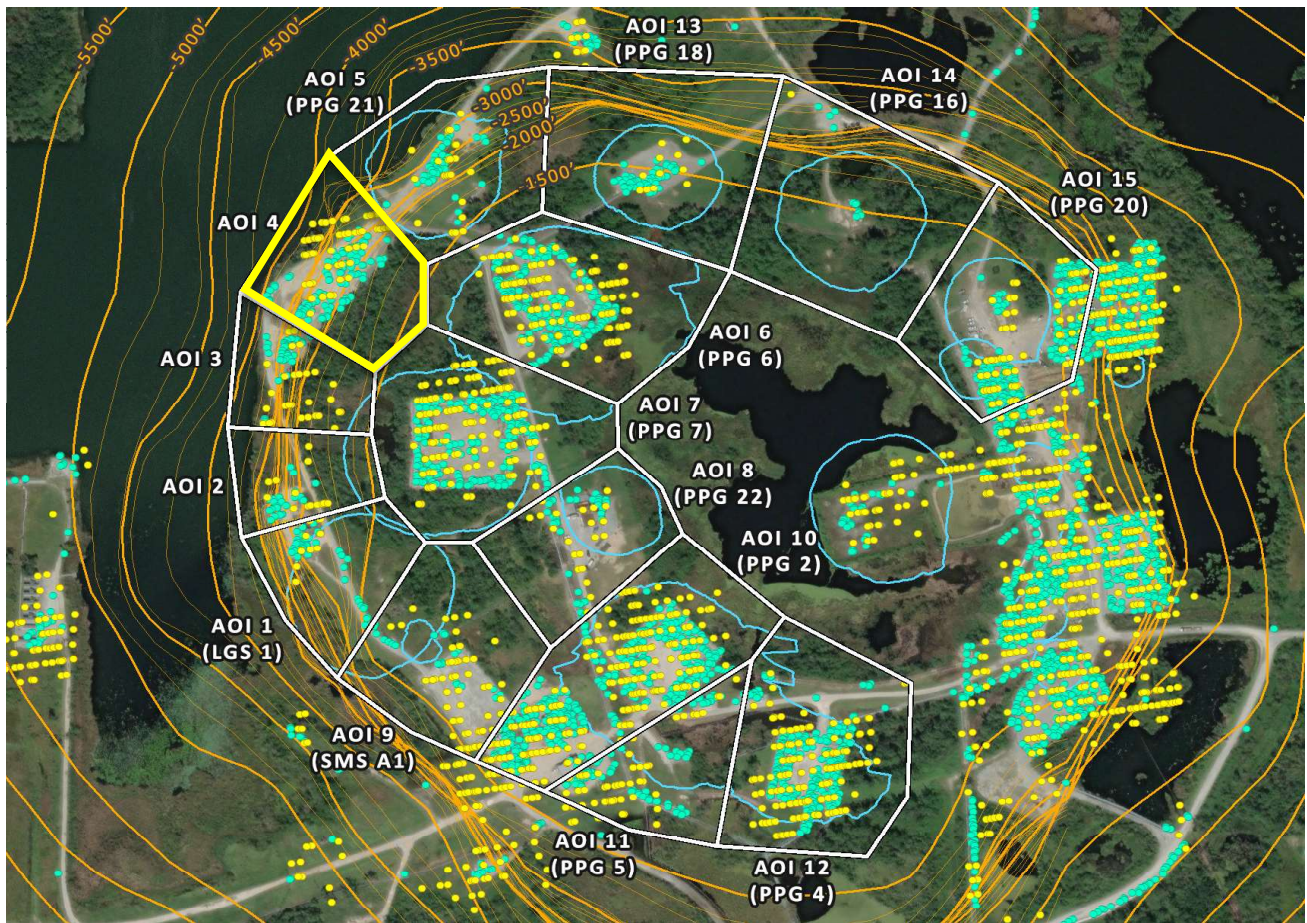 -5500'
-5000'
-4500'
-4000'
-3500'
-3000'
-2500'
-2000'
-1500'
AOI 13
(PPG 18)
AOI 5
(PPG 21)
AOI 14
(PPG 16)
AOI 15
(PPG 20)
AOI 4
AOI 3
AOI 6
(PPG 6)
AOI 7
(PPG 7)
AOI 2
AOI 8
(PPG 22)
AOI 10
(PPG 2)
AOI 1
(LGS 1)
AOI 9
(SMS A1)
AOI 11
(PPG 5)
AOI 12
(PPG 4)